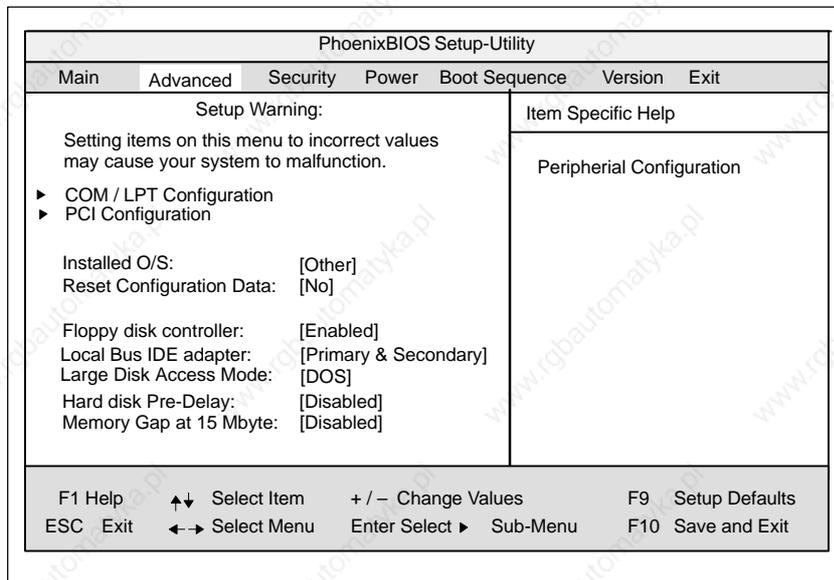 PhoenixBIOS Setup-Utility
Main Advanced Security Power Boot Sequence Version Exit
Setup Warning:
Setting items on this menu to incorrect values
may cause your system to malfunction.
COM / LPT Configuration
PCI Configuration
Installed O/S: [Other]
Reset Configuration Data: [No]
Floppy disk controller: [Enabled]
Local Bus IDE adapter: [Primary & Secondary]
Large Disk Access Mode: [DOS]
Hard disk Pre-Delay: [Disabled]
Memory Gap at 15 Mbyte: [Disabled]
Item Specific Help
Peripherial Configuration
F1 Help Select Item + / – Change Values F9 Setup Defaults
ESC Exit Select Menu Enter Select Sub-Menu F10 Save and Exit
www.rgbautomatyka.pl